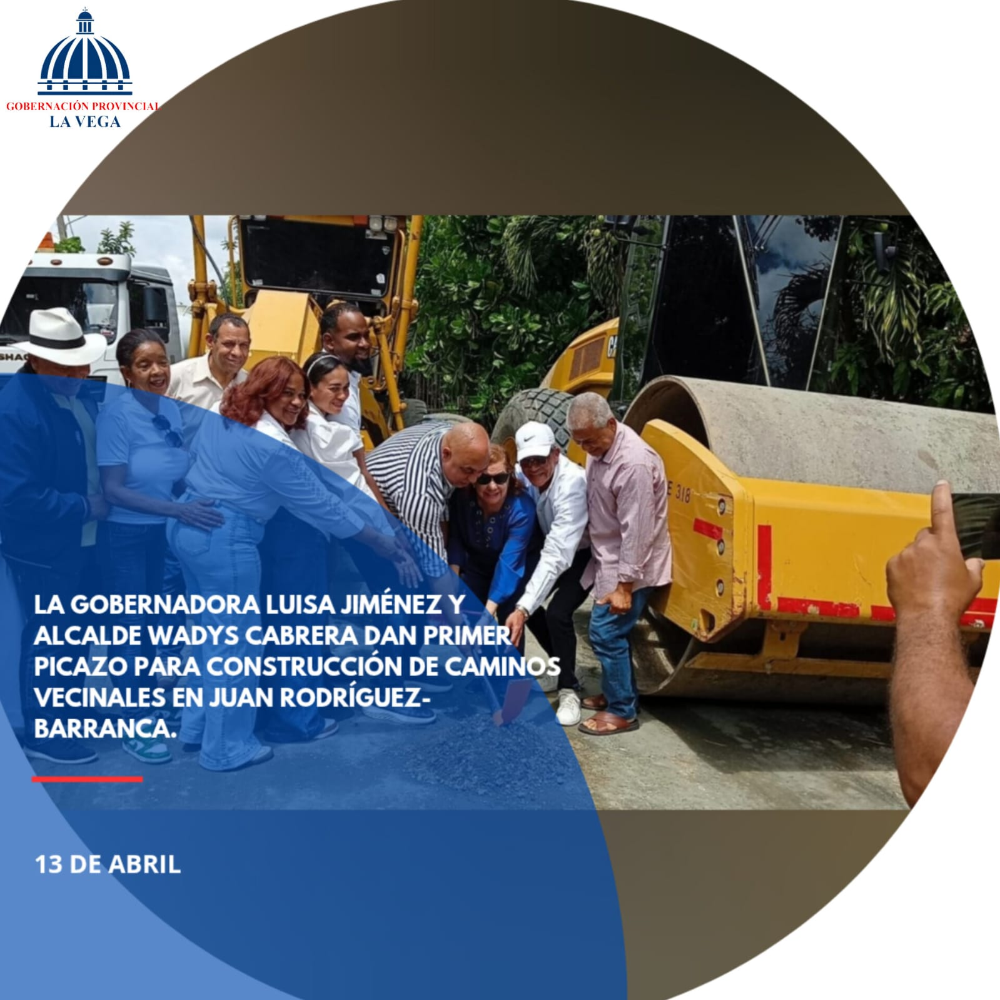 GOBERNACIÓN PROVINCIAL
LA VEGA
LA GOBERNADORA LUISA JIMÉNEZ Y
ALCALDE WADYS CABRERA DAN PRIMER
PICAZO PARA CONSTRUCCIÓN DE CAMINOS
VECINALES EN JUAN RODRÍGUEZ-
BARRANCA.
13 DE ABRIL
E 318